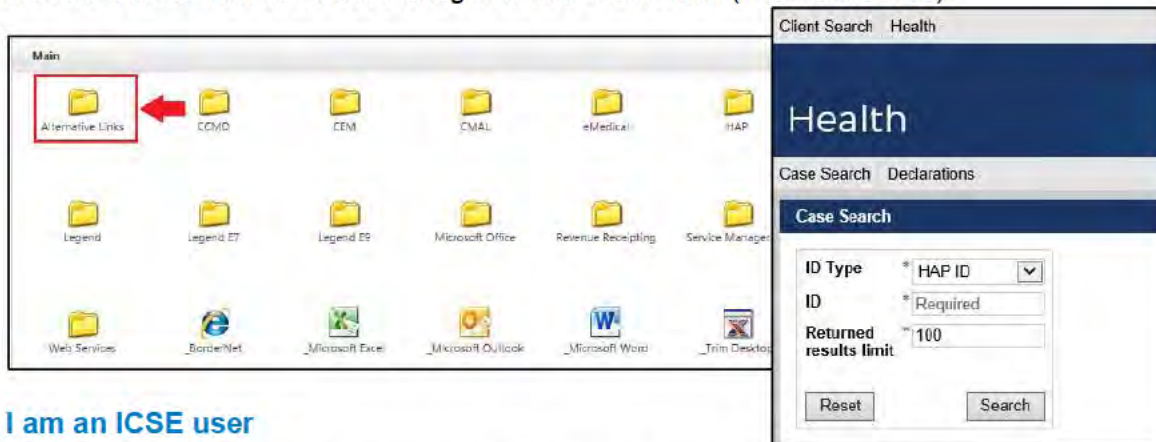 Main
Alternative Links
CCMD
CEM
CMAL
eMedical
HAP
Legend
Legend E7
Legend E9
Microsoft Office
Revenue Receipting
Service Manager
Web Services
_BorderNet
_Microsoft Excel
_Microsoft Outlook
_Microsoft Word
_Trim Desktop
I am an ICSE user
Client Search Health
Health
Case Search Declarations
Case Search
ID Type * HAP ID
ID * Required
Returned * 100
results limit
Reset Search